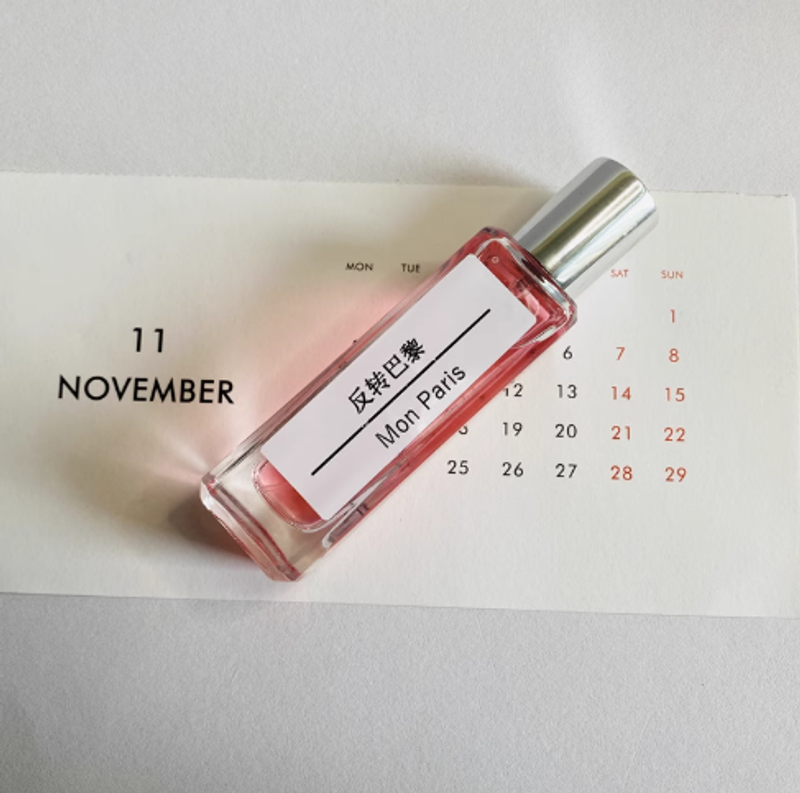 11
NOVEMBER
MON TUE SAT SUN
1
6 7 8
12 13 14 15
19 20 21 22
25 26 27 28 29
反转巴黎
Mon Paris